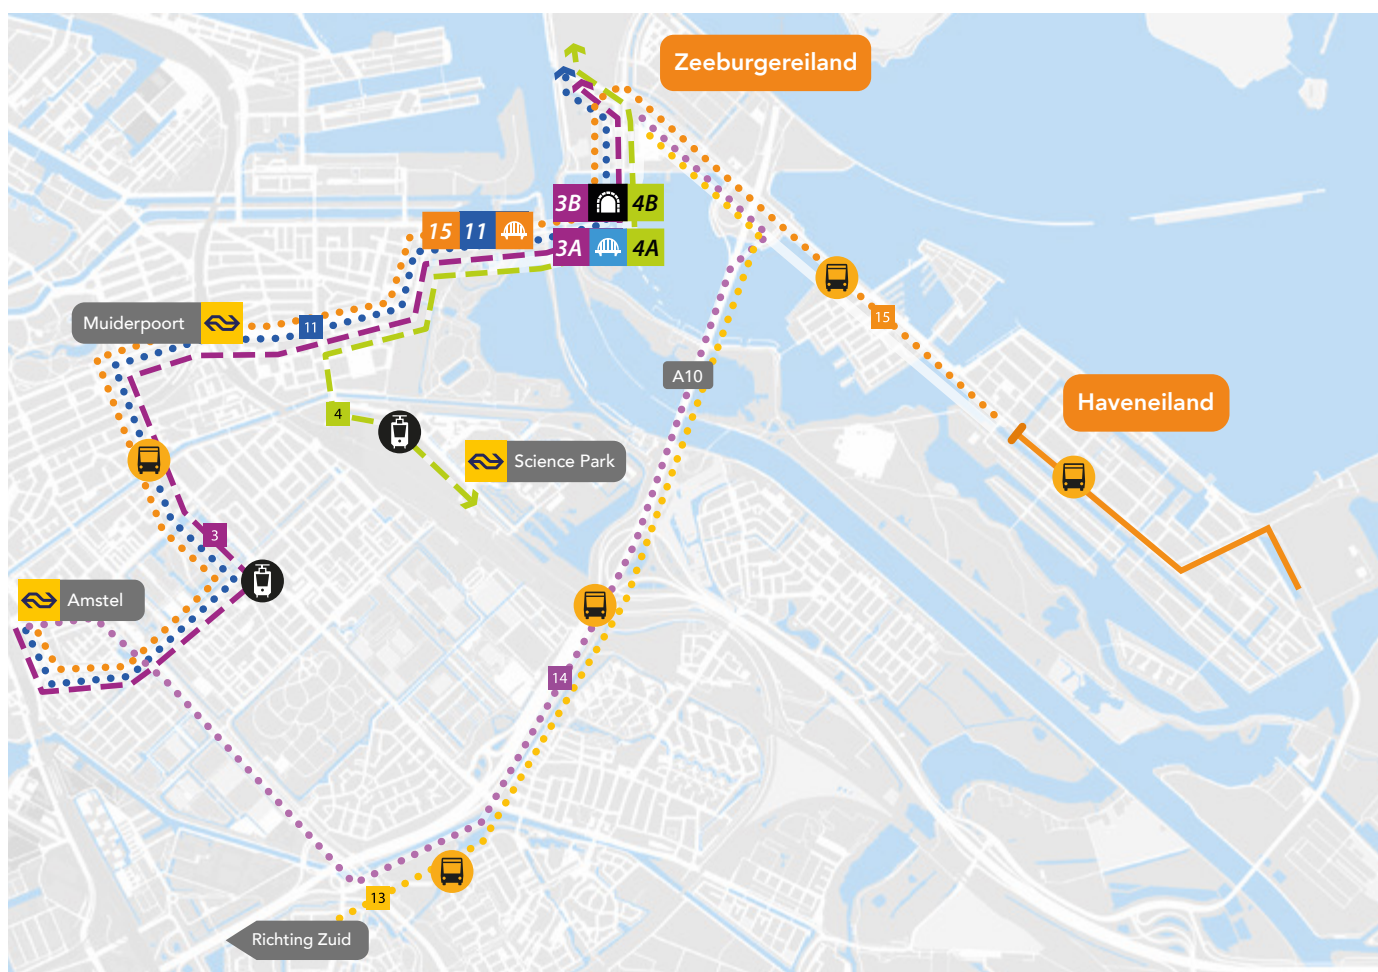 Zeeburgereiland
3B 4B
15 11
3A 4A
Muiderpoort
11
15
A10
Haveneiland
4
Science Park
3
Amstel
14
13
Richting Zuid